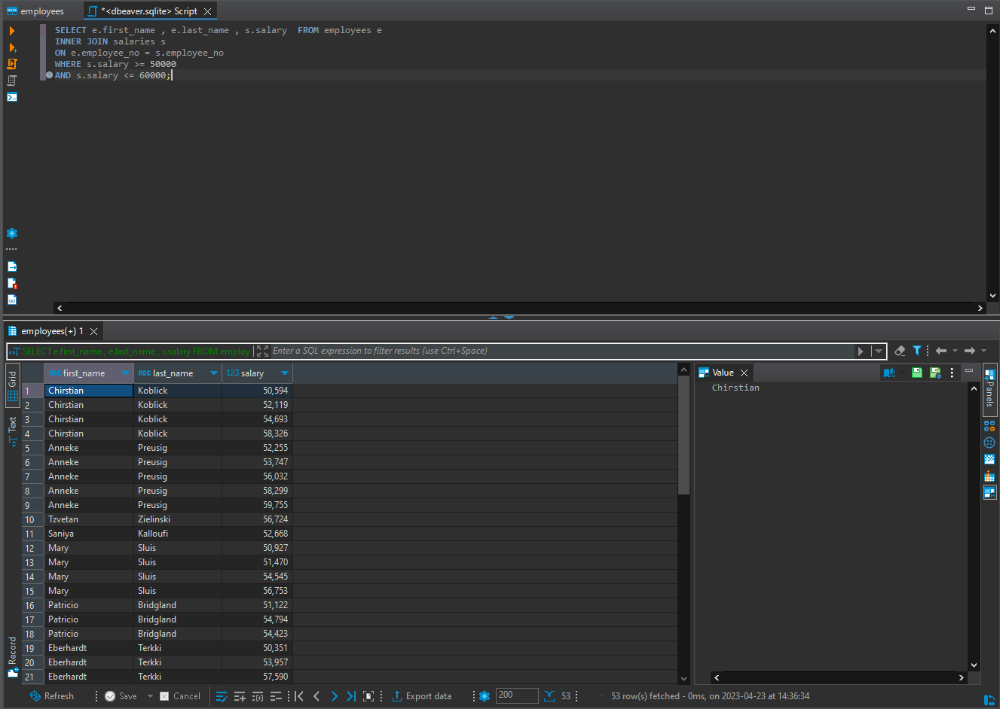 employees
*<dbeaver.sqlite> Script
SELECT e.first_name , e.last_name , s.salary  FROM employees e
INNER JOIN salaries s
ON e.employee_no = s.employee_no
WHERE s.salary >= 50000
AND s.salary <= 60000;
employees(+) 1
SELECT e.first_name , e.last_name , s.salary FROM employ
Enter a SQL expression to filter results (use Ctrl+Space)
Grid
Text
Record
ABC first_name ABC last_name 123 salary
1 Chirstian Koblick 50,594
2 Chirstian Koblick 52,119
3 Chirstian Koblick 54,693
4 Chirstian Koblick 58,326
5 Anneke Preusig 52,255
6 Anneke Preusig 53,747
7 Anneke Preusig 56,032
8 Anneke Preusig 58,299
9 Anneke Preusig 59,755
10 Tzvetan Zielinski 56,724
11 Saniya Kalloufi 52,668
12 Mary Sluis 50,927
13 Mary Sluis 51,470
14 Mary Sluis 54,545
15 Mary Sluis 56,753
16 Patricio Bridgland 51,122
17 Patricio Bridgland 54,794
18 Patricio Bridgland 54,423
19 Eberhardt Terkki 50,351
20 Eberhardt Terkki 53,957
21 Eberhardt Terkki 57,590
Value
Chirstian
Panels
Refresh Save Cancel Export data 200 53 53 row(s) fetched - 0ms, on 2023-04-23 at 14:36:34